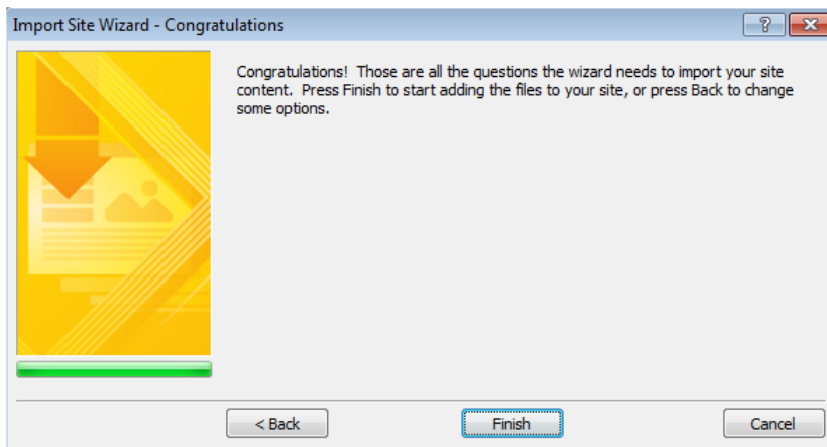 Import Site Wizard - Congratulations
?
Congratulations! Those are all the questions the wizard needs to import your site
content. Press Finish to start adding the files to your site, or press Back to change
some options.
< Back
Finish
Cancel